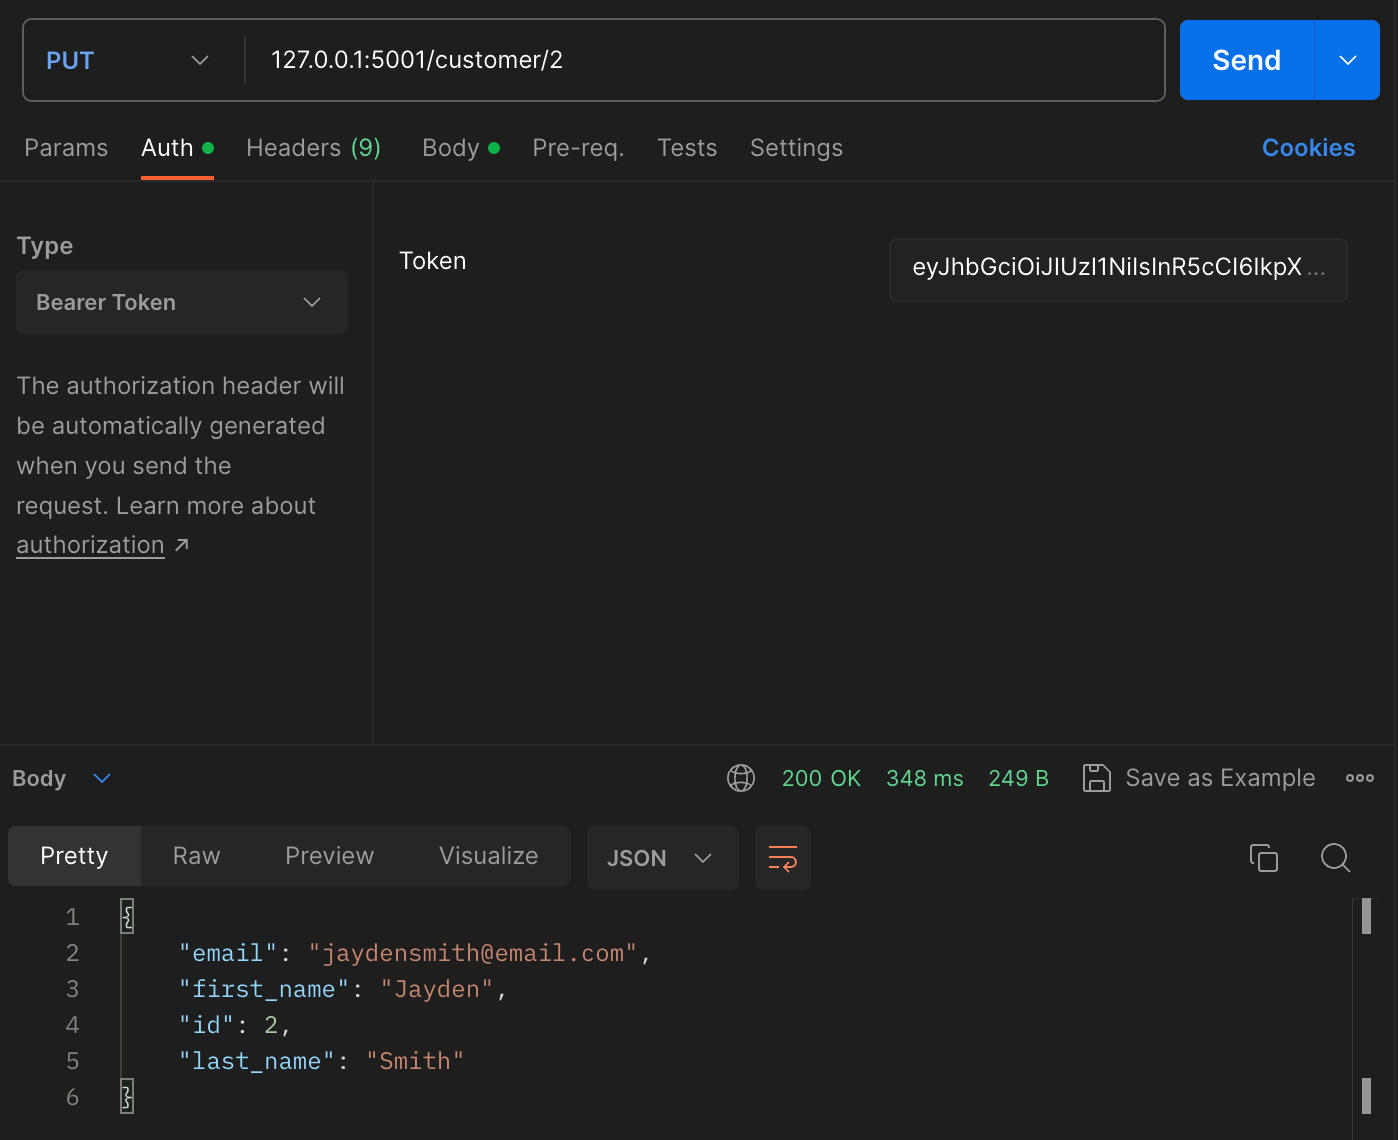 PUT 127.0.0.1:5001/customer/2 Send
Params Auth Headers (9) Body Pre-req. Tests Settings Cookies
Type
Bearer Token
The authorization header will
be automatically generated
when you send the
request. Learn more about
authorization ↗
Token eyJhbGciOiJIUzI1NiIsInR5cCI6IkpX ...
Body 200 OK 348 ms 249 B Save as Example
Pretty Raw Preview Visualize JSON
1 {
2 "email": "jaydensmith@email.com",
3 "first_name": "Jayden",
4 "id": 2,
5 "last_name": "Smith"
6 }